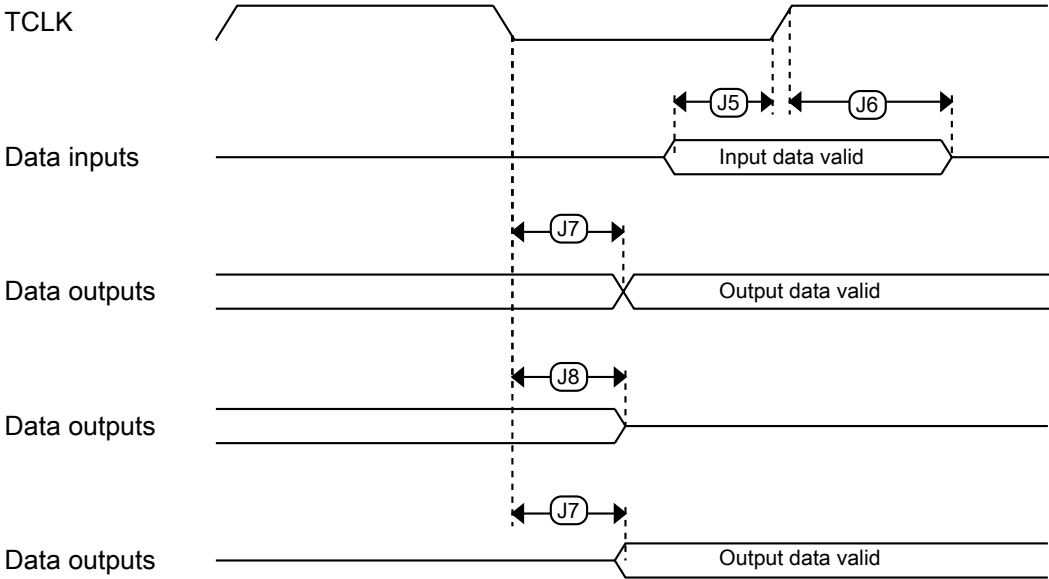 TCLK
J5
J6
Data inputs
Input data valid
J7
Data outputs
Output data valid
J8
Data outputs
J7
Data outputs
Output data valid